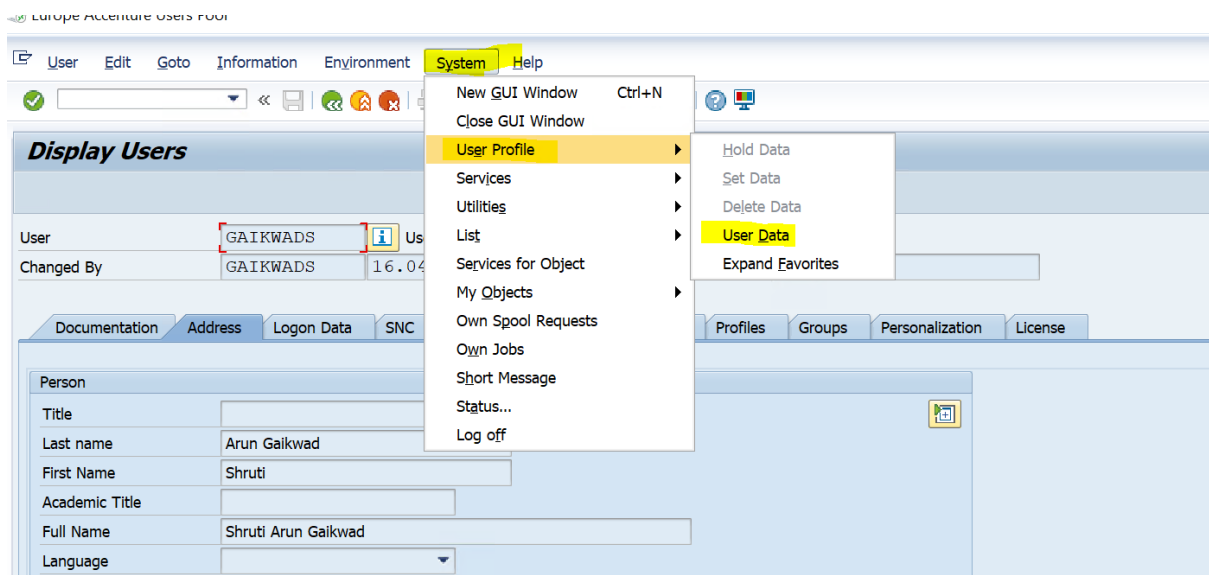 Europe Accenture Users Pool
User Edit Goto Information Environment System Help
New GUI Window Ctrl+N
Close GUI Window
User Profile
Services
Utilities
List
Services for Object
My Objects
Own Spool Requests
Own Jobs
Short Message
Status...
Log off
Hold Data
Set Data
Delete Data
User Data
Expand Favorites
Display Users
User GAIKWADS
Changed By GAIKWADS 16.04
Documentation Address Logon Data SNC Profiles Groups Personalization License
Person
Title
Last name Arun Gaikwad
First Name Shruti
Academic Title
Full Name Shruti Arun Gaikwad
Language